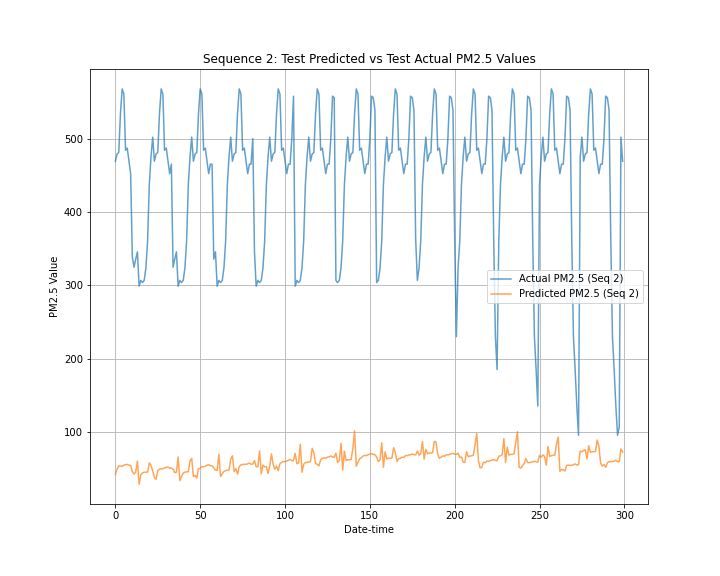 Sequence 2: Test Predicted vs Test Actual PM2.5 Values
PM2.5 Value
500
400
300
200
100
Actual PM2.5 (Seq 2)
Predicted PM2.5 (Seq 2)
0
50
100
150
200
250
300
Date-time